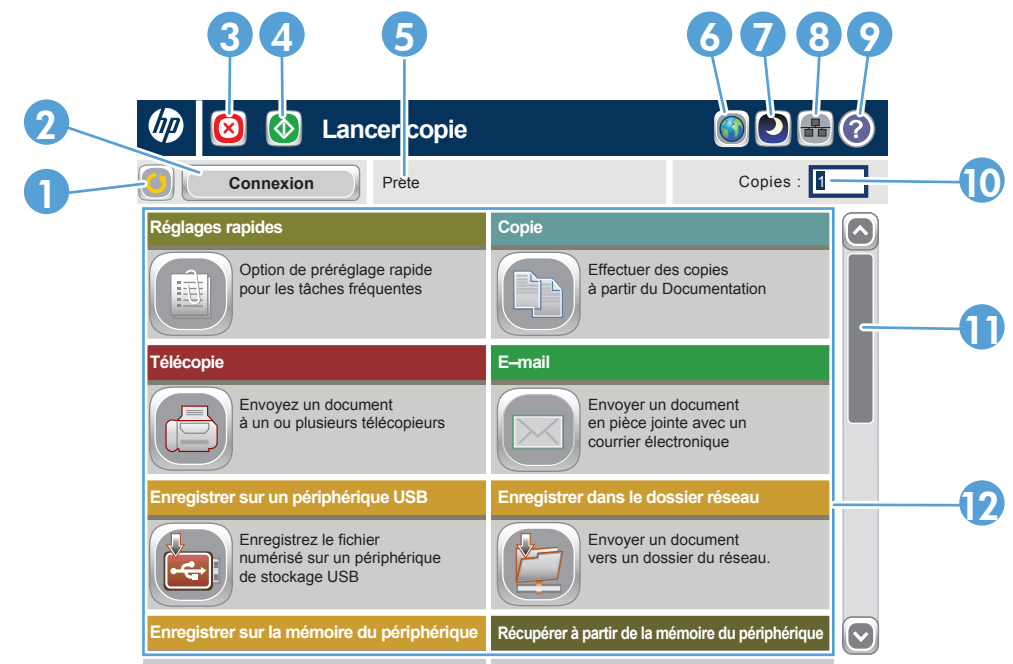 3 4 5 6 7 8 9
2
hp
Lancer copie
?
1
Connexion
Prête
Copies :
1
10
Réglages rapides
Option de préréglage rapide
pour les tâches fréquentes
Copie
Effectuer des copies
à partir du Documentation
11
Télécopie
Envoyez un document
à un ou plusieurs télécopieurs
E–mail
Envoyer un document
en pièce jointe avec un
courrier électronique
Enregistrer sur un périphérique USB
Enregistrez le fichier
numérisé sur un périphérique
de stockage USB
Enregistrer dans le dossier réseau
Envoyer un document
vers un dossier du réseau.
12
Enregistrer sur la mémoire du périphérique
Récupérer à partir de la mémoire du périphérique